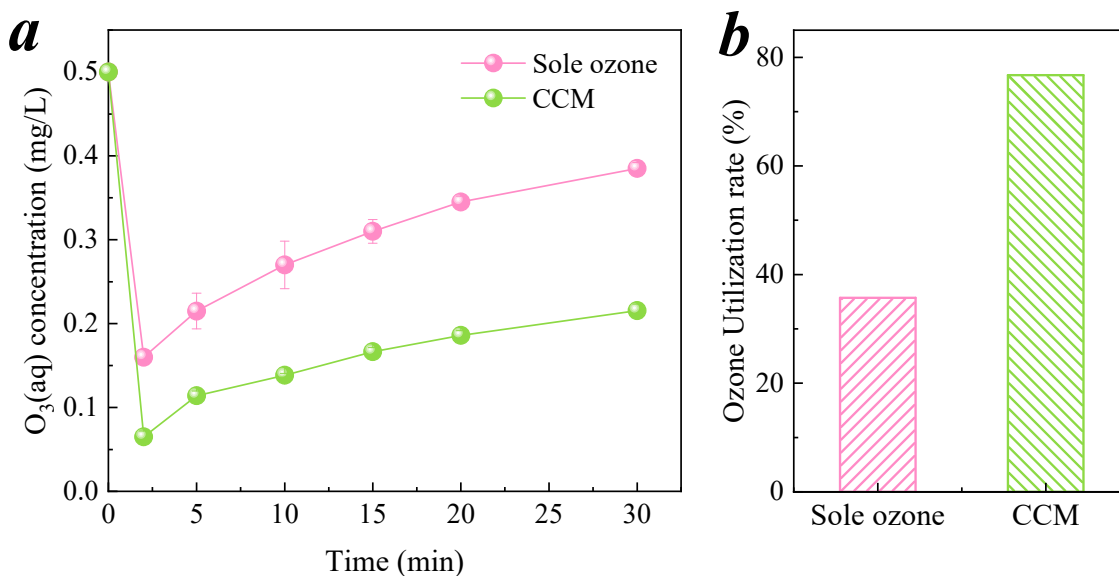 a
O₃(aq) concentration (mg/L)
0.5
0.4
0.3
0.2
0.1
0.0
0 5 10 15 20 25 30
Time (min)
Sole ozone
CCM
b
Ozone Utilization rate (%)
80
60
40
20
0
Sole ozone CCM